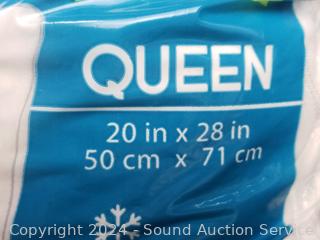 QUEEN
20 in x 28 in
50 cm x 71 cm
Copyright 2024 - Sound Auction Service